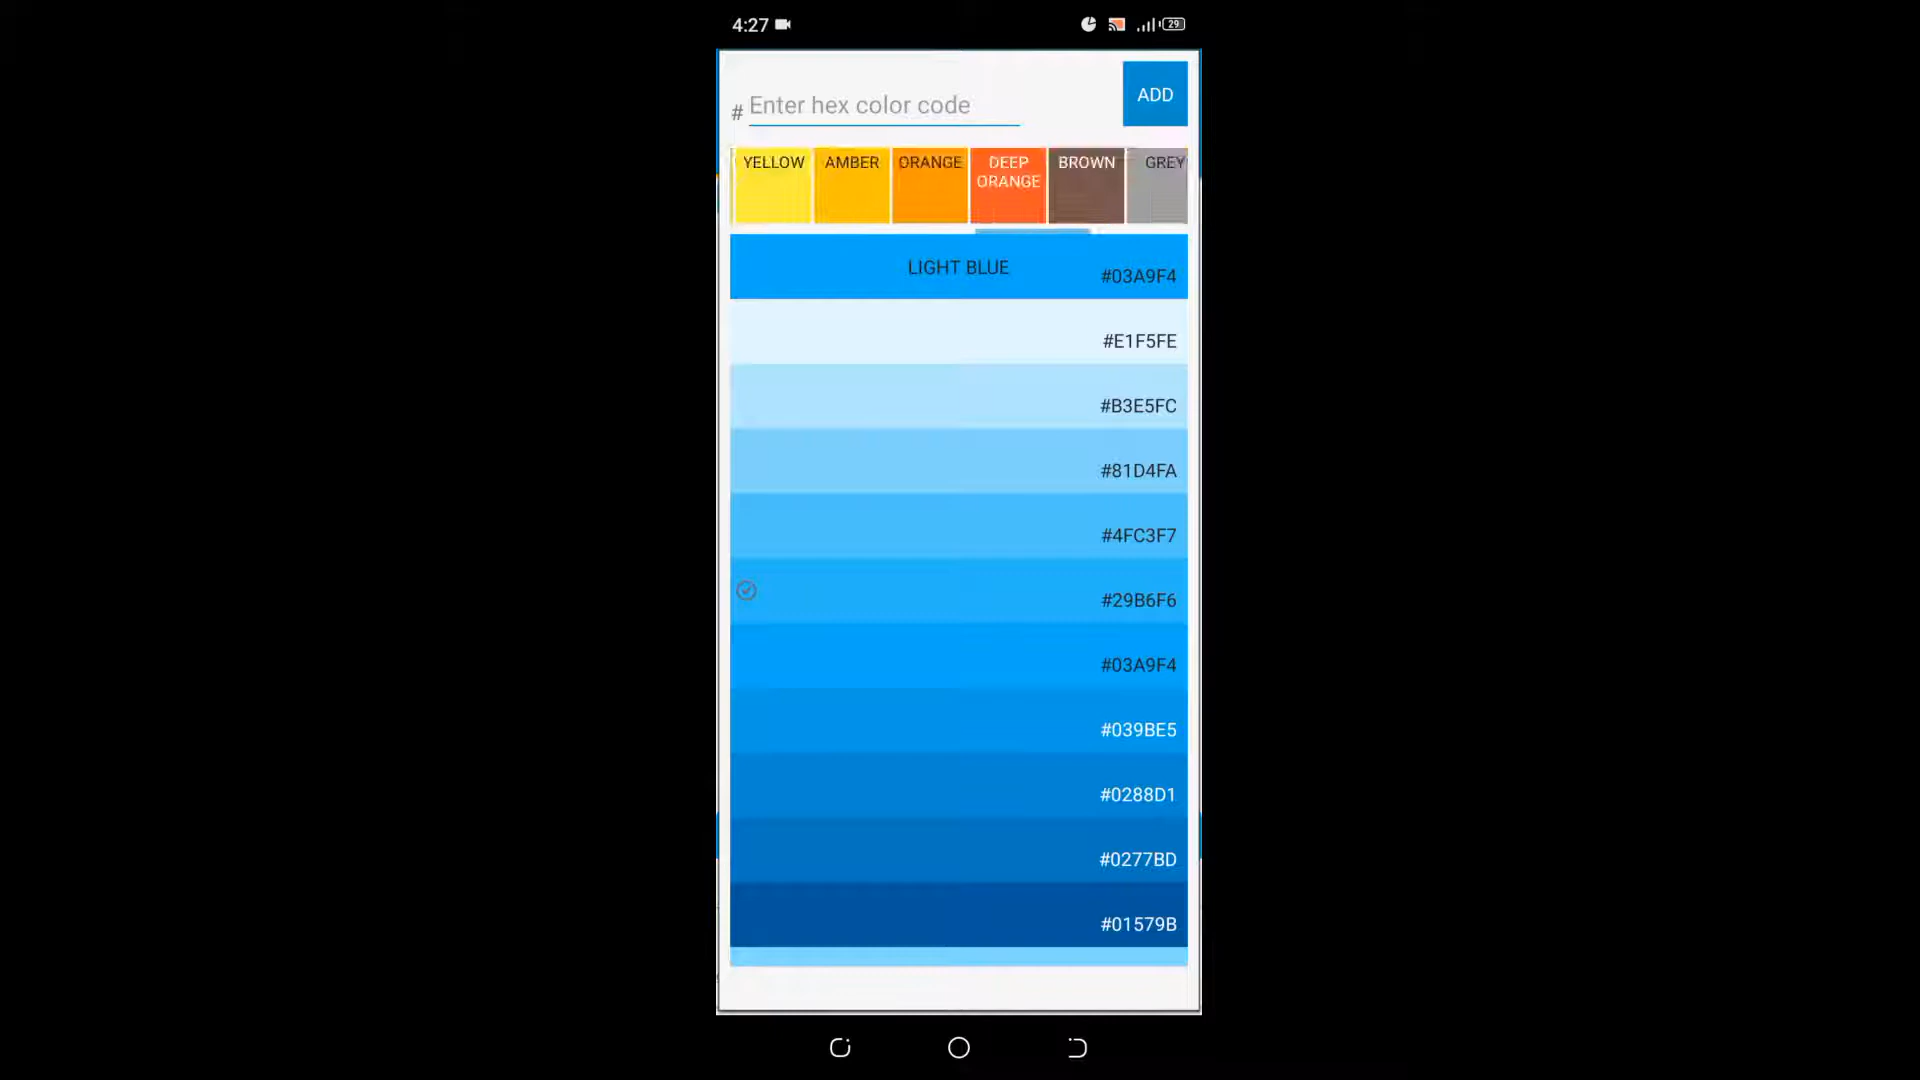 4:27
29
# Enter hex color code
ADD
YELLOW AMBER ORANGE DEEP ORANGE BROWN GREY
LIGHT BLUE
#03A9F4
#E1F5FE
#B3E5FC
#81D4FA
#4FC3F7
#29B6F6
#03A9F4
#039BE5
#0288D1
#0277BD
#01579B